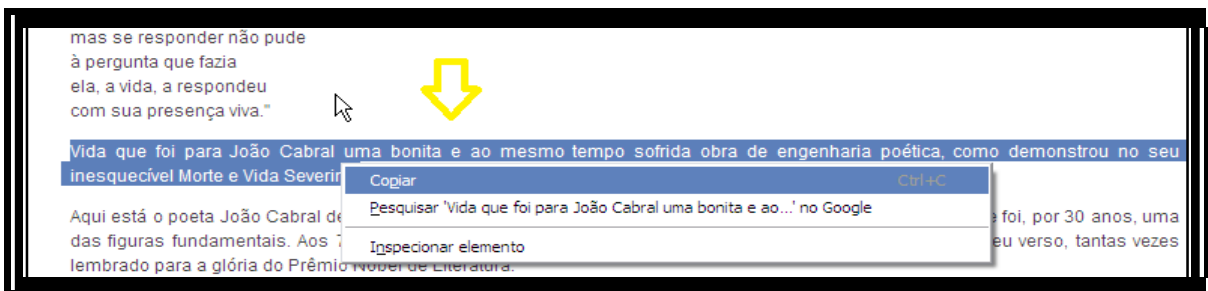 mas se responder não pude
à pergunta que fazia
ela, a vida, a respondeu
com sua presença viva."
Vida que foi para João Cabral uma bonita e ao mesmo tempo sofrida obra de engenharia poética, como demonstrou no seu
inesquecível Morte e Vida
Copiar Ctrl+C
Pesquisar 'Vida que foi para João Cabral uma bonita e ao...' no Google
Inspecionar elemento
Aqui está o poeta João Cabral foi, por 30 anos, uma
das figuras fundamentais. Aos verso, tantas vezes
lembrado para a glória do Prêmio Nobel de Literatura.